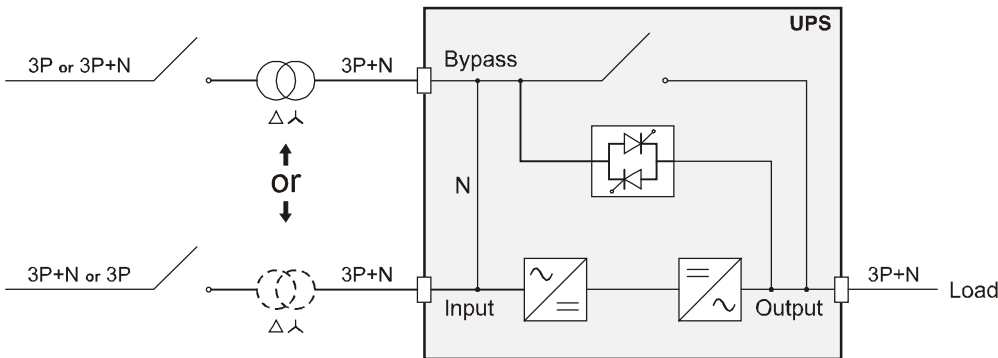 UPS
3P or 3P+N
3P+N
Bypass
or
N
3P+N or 3P
3P+N
Input
Output
3P+N
Load